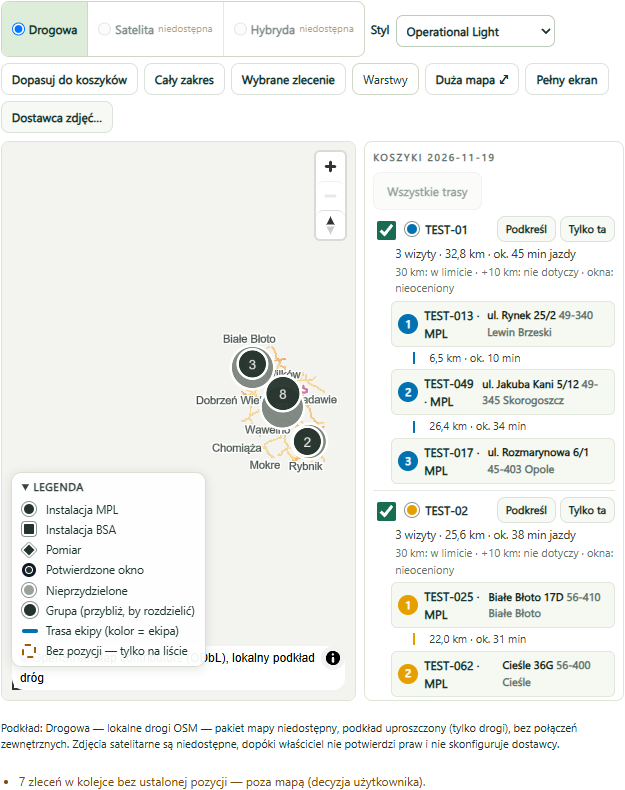 Drogowa
Satelita niedostępna
Hybryda niedostępna
Styl
Operational Light
Dopasuj do koszyków
Cały zakres
Wybrane zlecenie
Warstwy
Duża mapa ⤢
Pełny ekran
Dostawca zdjęć...
Białe Błoto
3
8
Dobrzeń Wiel
Chomiąża
2
Mokre
Rybnik
▼ LEGENDA
Instalacja MPL
Instalacja BSA
Pomiar
Potwierdzone okno
Nieprzydzielone
Grupa (przybliż, by rozdzielić)
Trasa ekipy (kolor = ekipa)
Bez pozycji — tylko na liście
lokalny podkład
dróg
KOSZYKI 2026-11-19
Wszystkie trasy
TEST-01
Podkreśl
Tylko ta
3 wizyty · 32,8 km · ok. 45 min jazdy
30 km: w limicie · +10 km: nie dotyczy · okna:
nieoceniony
1
TEST-013 · ul. Rynek 25/2 49-340
MPL Lewin Brzeski
6,5 km · ok. 10 min
2
TEST-049 ul. Jakuba Kani 5/12 49-
· MPL 345 Skorogoszcz
26,4 km · ok. 34 min
3
TEST-017 · ul. Rozmarynowa 6/1
MPL 45-403 Opole
TEST-02
Podkreśl
Tylko ta
3 wizyty · 25,6 km · ok. 38 min jazdy
30 km: w limicie · +10 km: nie dotyczy · okna:
nieoceniony
1
TEST-025 · Białe Błoto 17D 56-410
MPL Białe Błoto
22,0 km · ok. 31 min
2
TEST-062 · Cieśle 36G 56-400
MPL Cieśle
Podkład: Drogowa — lokalne drogi OSM — pakiet mapy niedostępny, podkład uproszczony (tylko drogi), bez połączeń
zewnętrznych. Zdjęcia satelitarne są niedostępne, dopóki właściciel nie potwierdzi praw i nie skonfiguruje dostawcy.
• 7 zleceń w kolejce bez ustalonej pozycji — poza mapą (decyzja użytkownika).